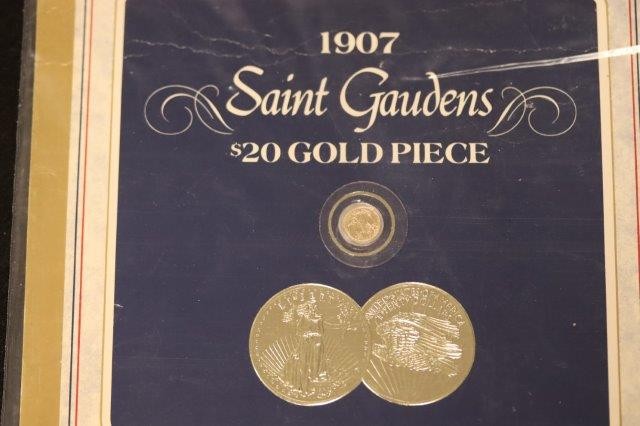 1907
Saint Gaudens
$20 GOLD PIECE